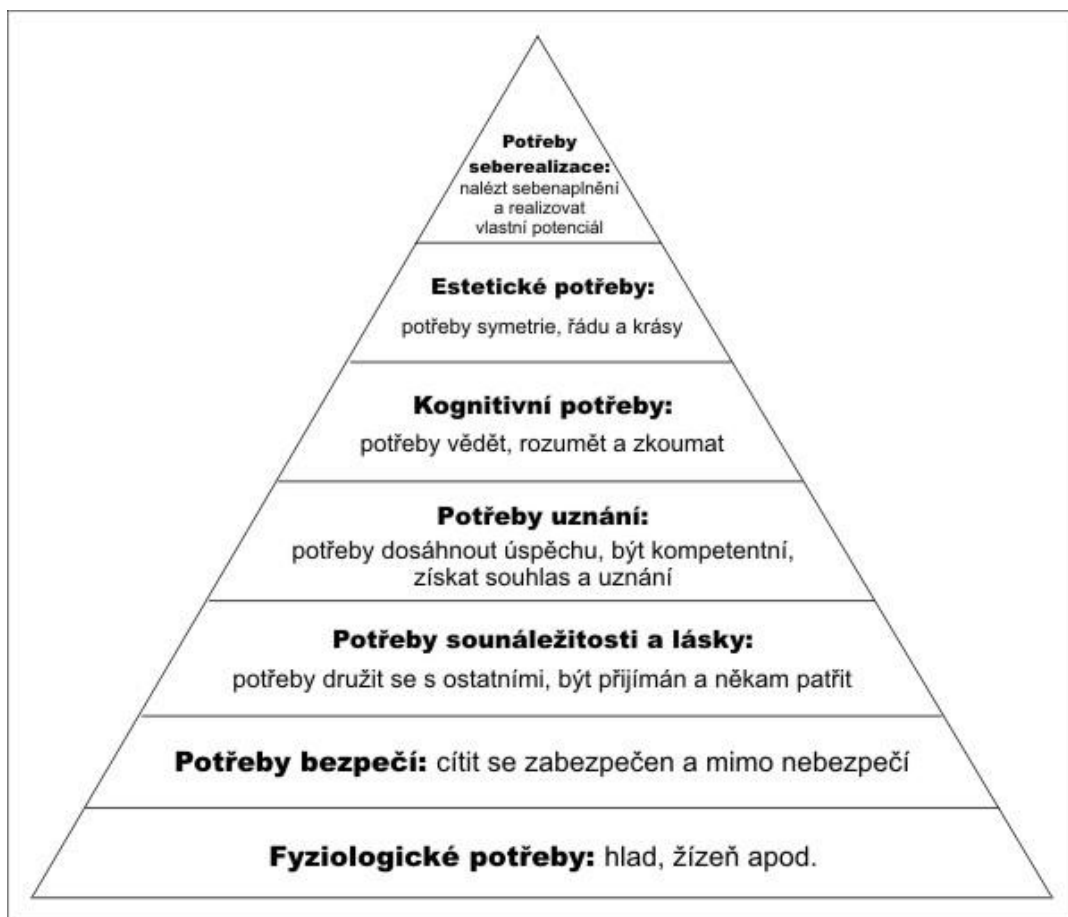 Potřeby
seberealizace:
nalézt sebenaplnění
a realizovat
vlastní potenciál
Estetické potřeby:
potřeby symetrie, řádu a krásy
Kognitivní potřeby:
potřeby vědět, rozumět a zkoumat
Potřeby uznání:
potřeby dosáhnout úspěchu, být kompetentní,
získat souhlas a uznání
Potřeby sounáležitosti a lásky:
potřeby družit se s ostatními, být přijímán a někam patřit
Potřeby bezpečí: cítit se zabezpečen a mimo nebezpečí
Fyziologické potřeby: hlad, žízeň apod.